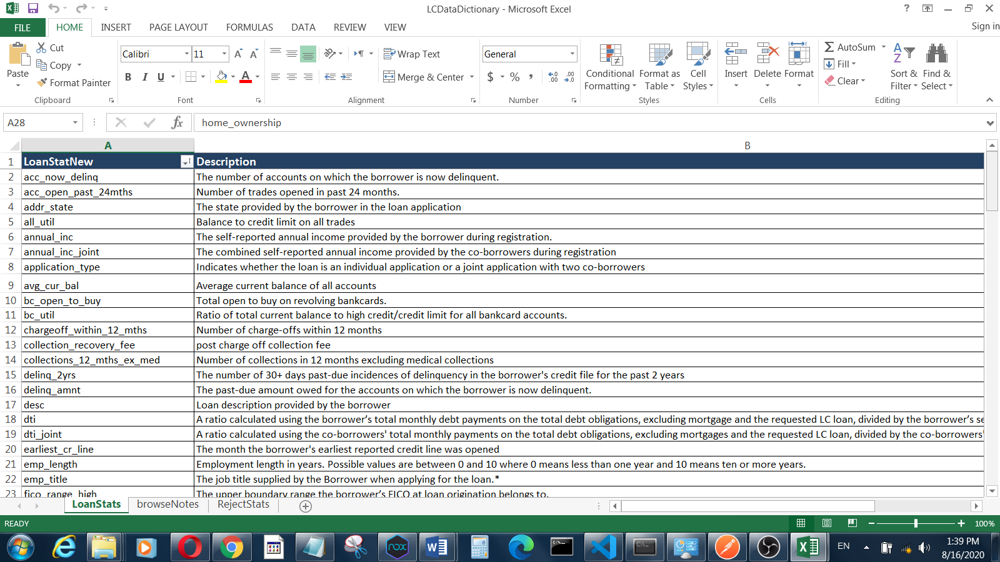 LCDataDictionary - Microsoft Excel
FILE HOME INSERT PAGE LAYOUT FORMULAS DATA REVIEW VIEW Sign in
Paste
Cut
Copy
Format Painter
Clipboard
Calibri 11
B I U
Font
Wrap Text
Merge & Center
Alignment
General
$ % ,
Number
Conditional Formatting
Format as Table
Cell Styles
Styles
Insert Delete Format
Cells
AutoSum
Fill
Clear
Sort & Filter
Find & Select
Editing
A28 fx home_ownership
A B
1 LoanStatNew Description
2 acc_now_delinq The number of accounts on which the borrower is now delinquent.
3 acc_open_past_24mths Number of trades opened in past 24 months.
4 addr_state The state provided by the borrower in the loan application
5 all_util Balance to credit limit on all trades
6 annual_inc The self-reported annual income provided by the borrower during registration.
7 annual_inc_joint The combined self-reported annual income provided by the co-borrowers during registration
8 application_type Indicates whether the loan is an individual application or a joint application with two co-borrowers
9 avg_cur_bal Average current balance of all accounts
10 bc_open_to_buy Total open to buy on revolving bankcards.
11 bc_util Ratio of total current balance to high credit/credit limit for all bankcard accounts.
12 chargeoff_within_12_mths Number of charge-offs within 12 months
13 collection_recovery_fee post charge off collection fee
14 collections_12_mths_ex_med Number of collections in 12 months excluding medical collections
15 delinq_2yrs The number of 30+ days past-due incidences of delinquency in the borrower's credit file for the past 2 years
16 delinq_amnt The past-due amount owed for the accounts on which the borrower is now delinquent.
17 desc Loan description provided by the borrower
18 dti A ratio calculated using the borrower’s total monthly debt payments on the total debt obligations, excluding mortgage and the requested LC loan, divided by the borrower’s se
19 dti_joint A ratio calculated using the co-borrowers' total monthly payments on the total debt obligations, excluding mortgages and the requested LC loan, divided by the co-borrowers'
20 earliest_cr_line The month the borrower's earliest reported credit line was opened
21 emp_length Employment length in years. Possible values are between 0 and 10 where 0 means less than one year and 10 means ten or more years.
22 emp_title The job title supplied by the Borrower when applying for the loan.*
23 fico_range_high The upper boundary range the borrower’s FICO at loan origination belongs to.
LoanStats browseNotes RejectStats
READY 100%
nox
EN 1:39 PM
8/16/2020